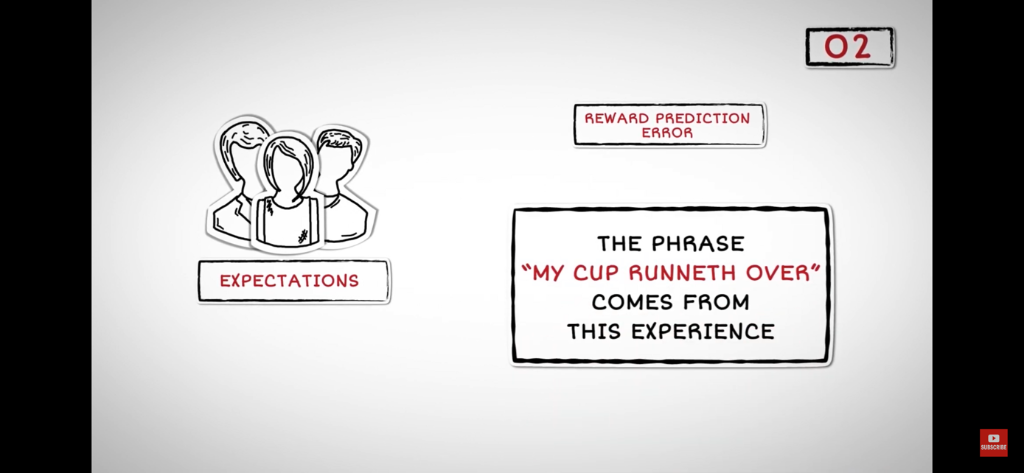 02
REWARD PREDICTION
ERROR
EXPECTATIONS
THE PHRASE
“MY CUP RUNNETH OVER”
COMES FROM
THIS EXPERIENCE
SUBSCRIBE